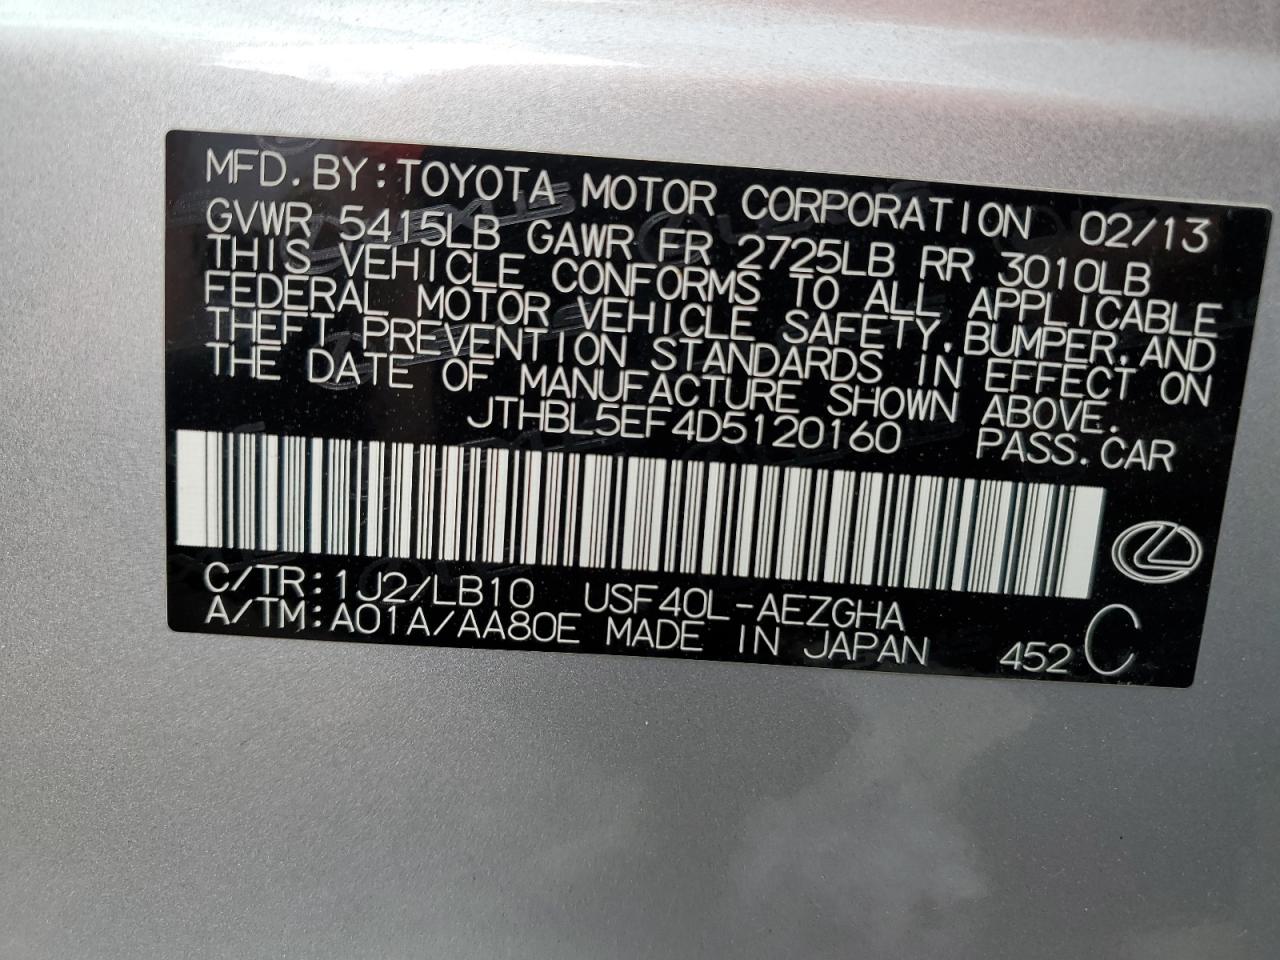 MFD.BY:TOYOTA MOTOR CORPORATION 02/13
GVWR 5415LB GAWR FR 2725LB RR 3010LB
THIS VEHICLE CONFORMS TO ALL APPLICABLE
FEDERAL MOTOR VEHICLE SAFETY,BUMPER,AND
THEFT PREVENTION STANDARDS IN EFFECT ON
THE DATE OF MANUFACTURE SHOWN ABOVE.
JTHBL5EF4D5120160 PASS.CAR
C/TR:1J2/LB10 USF40L-AEZGHA
A/TM:A01A/AA80E MADE IN JAPAN 452 C